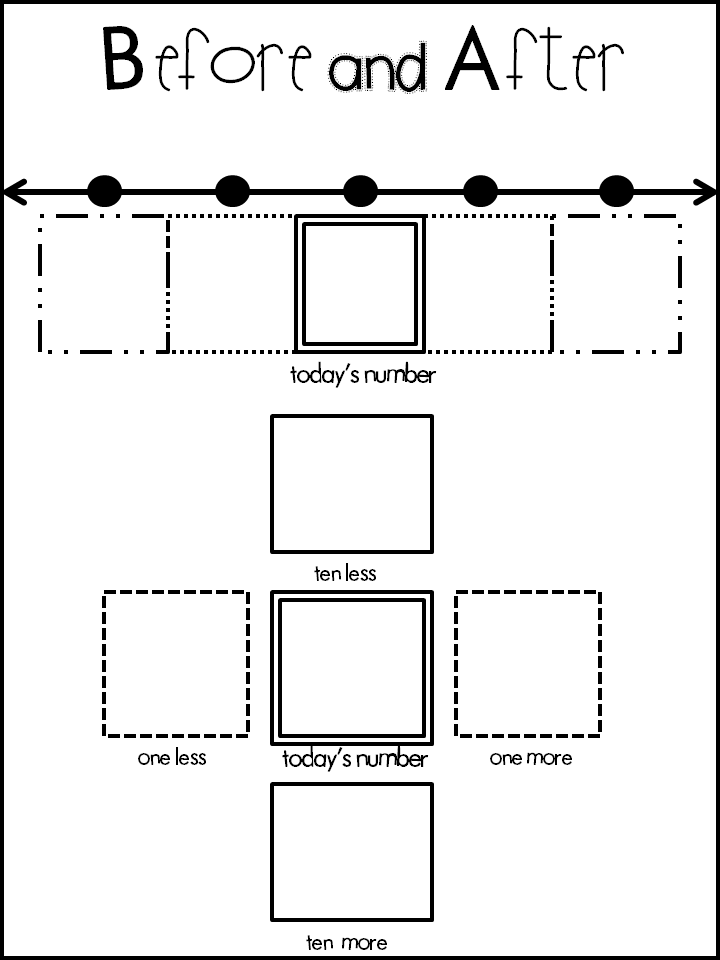 Before and After
today's number
ten less
one less today's number one more
ten more